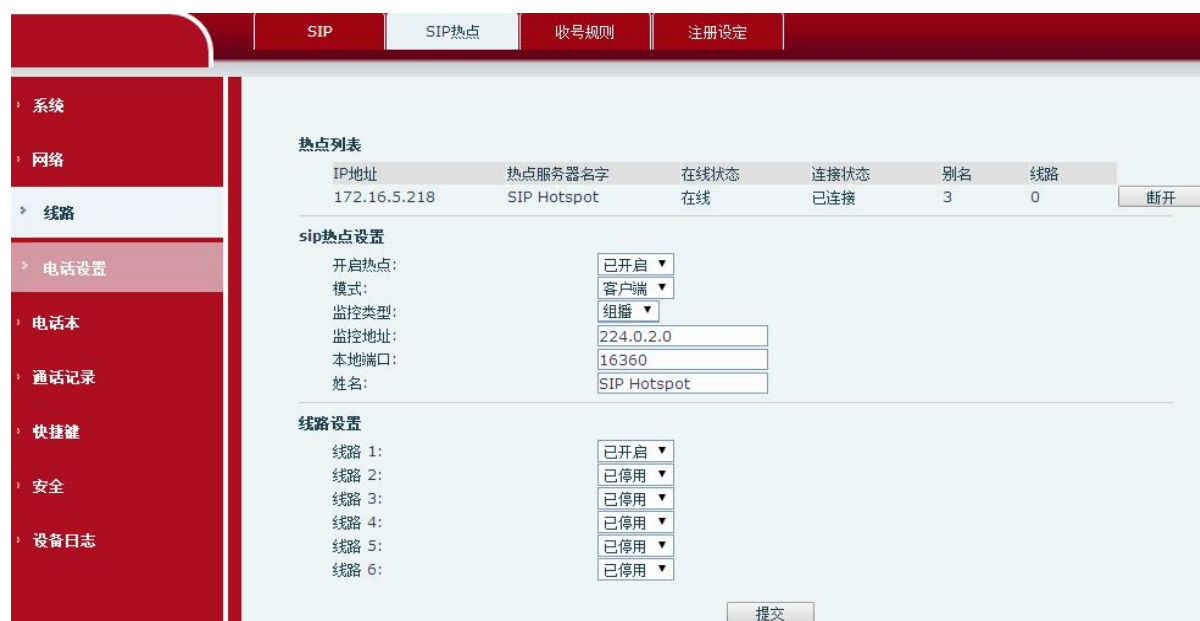 SIP SIP热点 收号规则 注册设定
系统
网络
线路
电话设置
电话本
通话记录
快捷键
安全
设备日志
热点列表
IP地址 热点服务器名字 在线状态 连接状态 别名 线路
172.16.5.218 SIP Hotspot 在线 已连接 3 0 断开
sip热点设置
开启热点: 已开启
模式: 客户端
监控类型: 组播
监控地址: 224.0.2.0
本地端口: 16360
姓名: SIP Hotspot
线路设置
线路 1: 已开启
线路 2: 已停用
线路 3: 已停用
线路 4: 已停用
线路 5: 已停用
线路 6: 已停用
提交